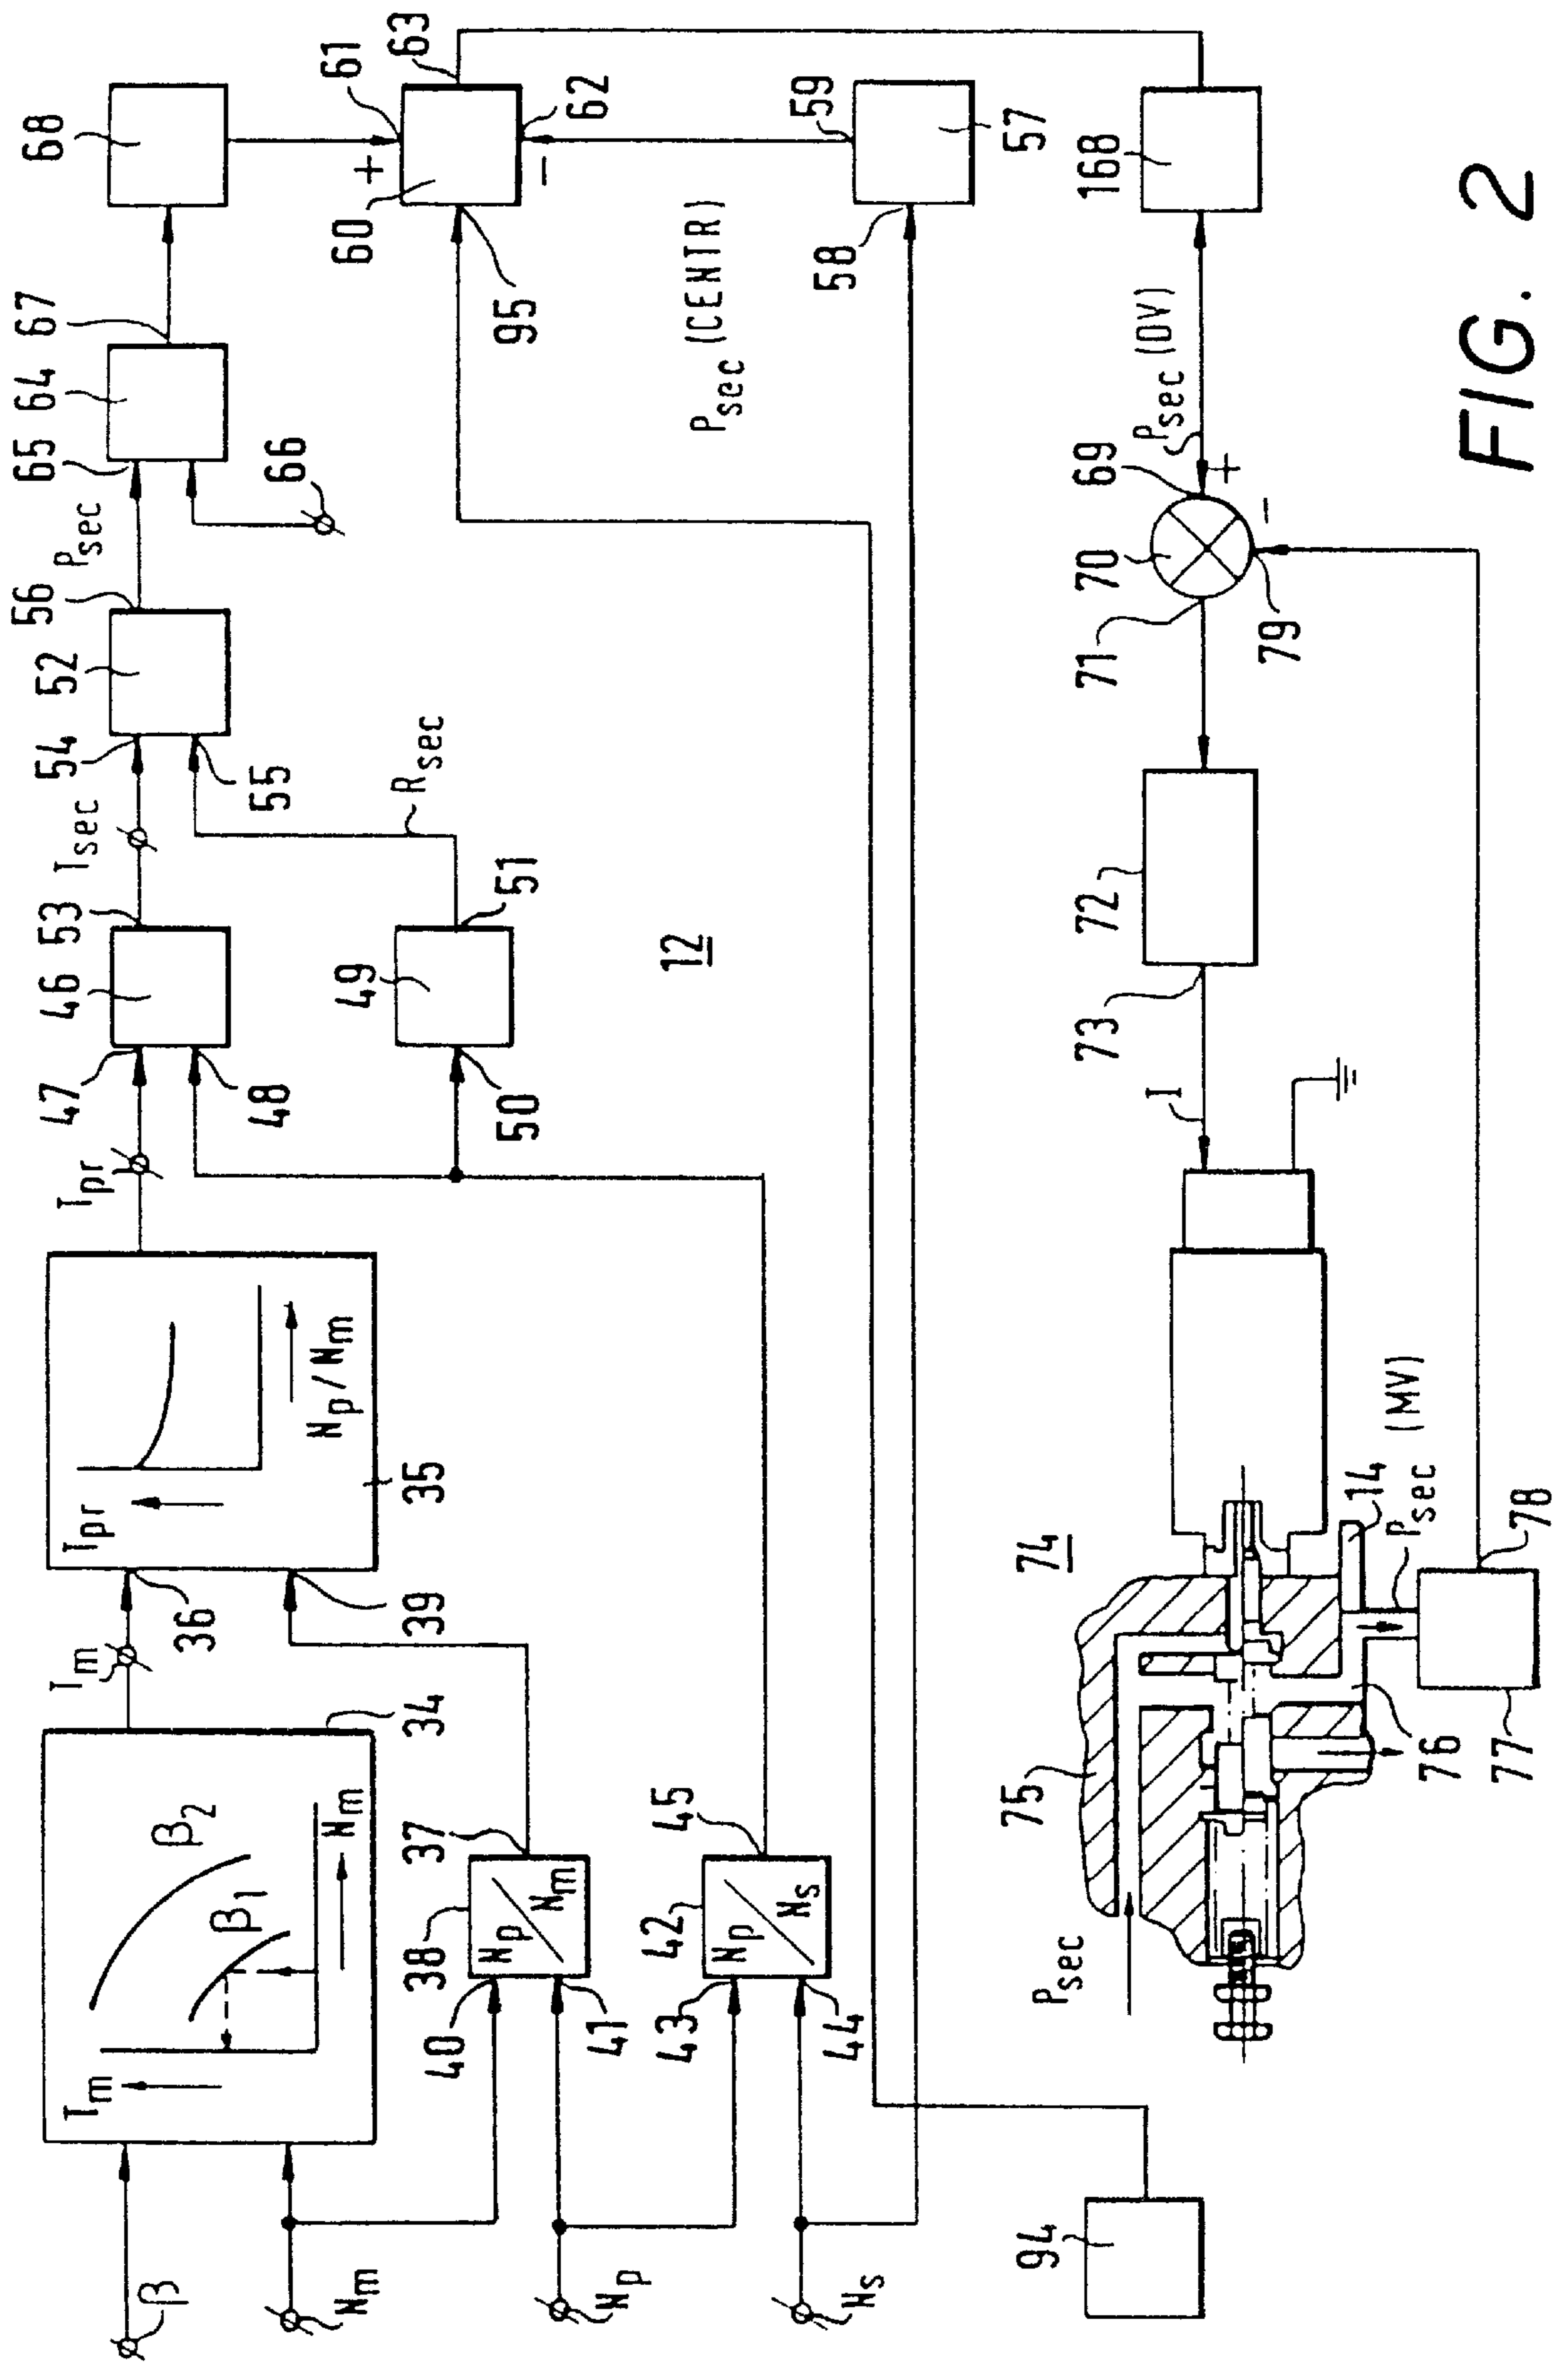 β
N_m
N_p
N_s
94
T_m
β_1
β_2
N_m
34
40
38
N_p / N_m
41
37
43
42
N_p / N_s
44
45
T_m
36
39
T_pr
N_p/N_m
35
T_pr
47
46
48
53
50
49
51
T_sec
R_sec
54
52
55
56
P_sec
65
64
66
67
68
61
+
60
62
−
63
95
P_sec (CENTR)
58
59
57
12
168
P_sec (DV)
69
+
70
−
71
79
72
73
I
74
75
P_sec
14
P_sec (MV)
76
77
78
FIG. 2